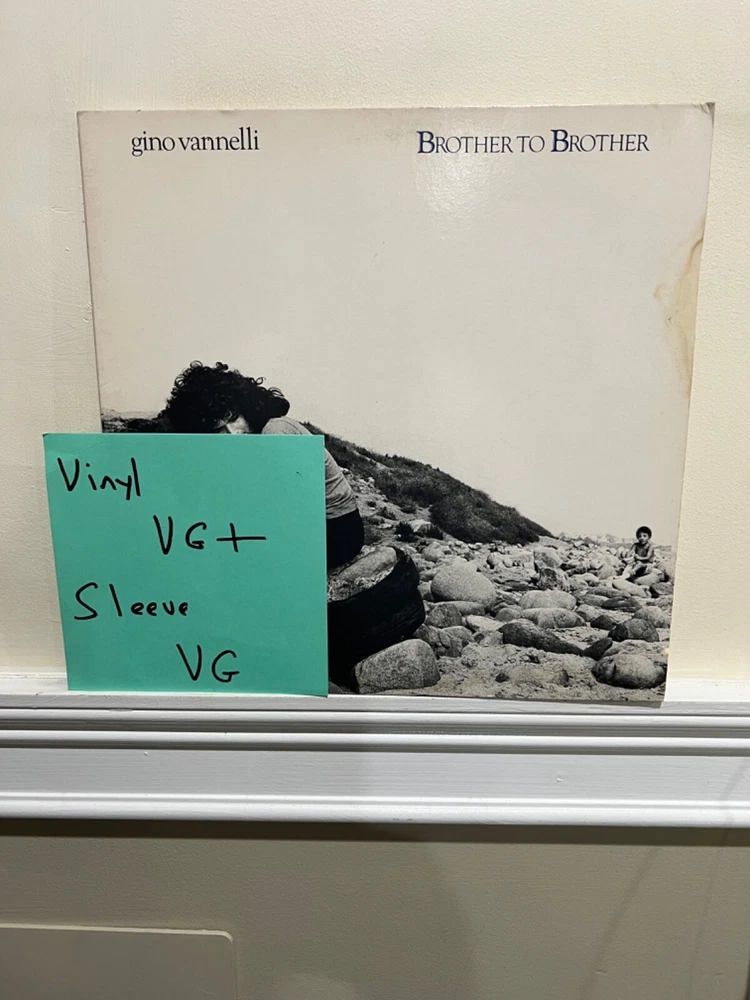 gino vannelli BROTHER TO BROTHER
Vinyl
VG+
Sleeve
VG